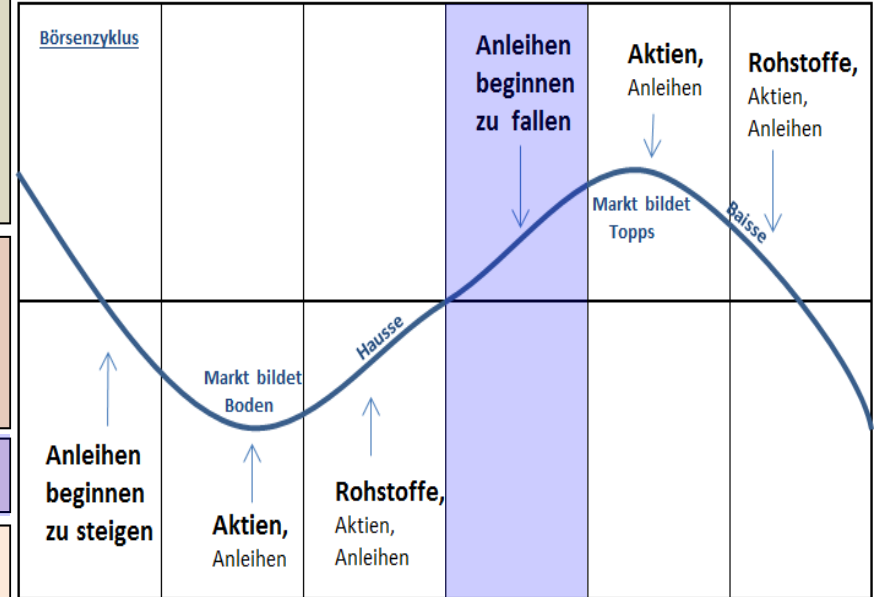 Börsenzyklus
Anleihen
beginnen
zu fallen
Aktien,
Anleihen
Rohstoffe,
Aktien,
Anleihen
Markt bildet
Topps
Baisse
Hausse
Markt bildet
Boden
Anleihen
beginnen
zu steigen
Aktien,
Anleihen
Rohstoffe,
Aktien,
Anleihen